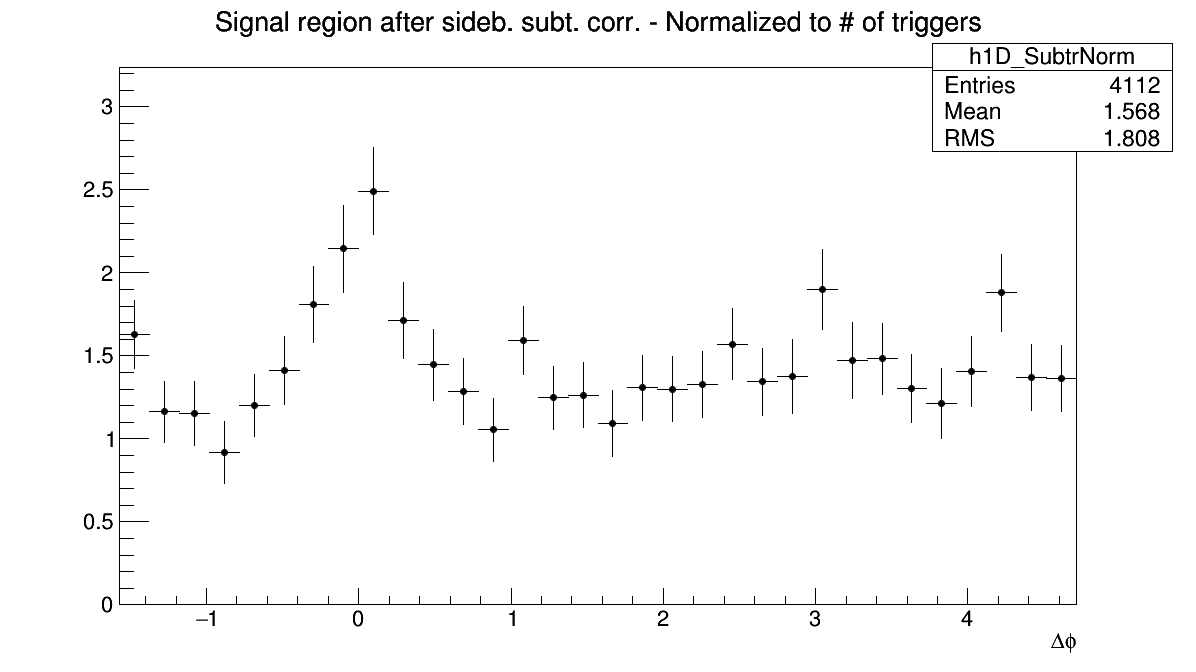 Signal region after sideb. subt. corr. - Normalized to # of triggers
h1D_SubtrNorm
Entries 4112
Mean 1.568
RMS 1.808
3
2.5
2
1.5
1
0.5
0
−1 0 1 2 3 4
Δϕ